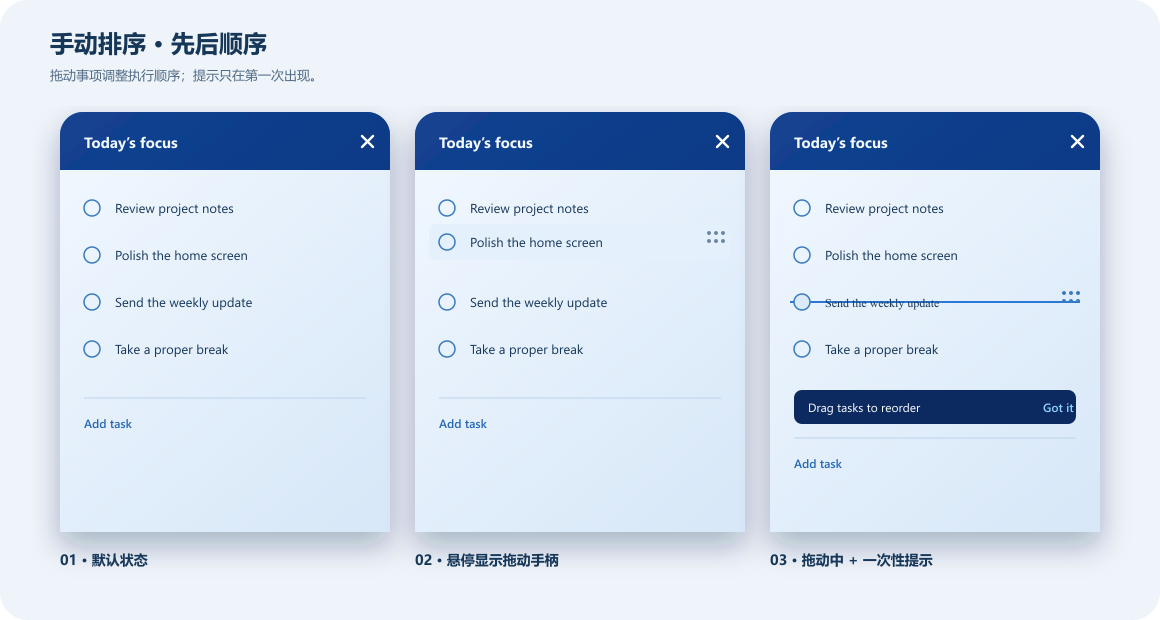 手动排序 • 先后顺序
拖动事项调整执行顺序；提示只在第一次出现。
Today’s focus
Review project notes
Polish the home screen
Send the weekly update
Take a proper break
Add task
01 • 默认状态
Today’s focus
Review project notes
Polish the home screen
Send the weekly update
Take a proper break
Add task
02 • 悬停显示拖动手柄
Today’s focus
Review project notes
Polish the home screen
Send the weekly update
Take a proper break
Drag tasks to reorder Got it
Add task
03 • 拖动中 + 一次性提示